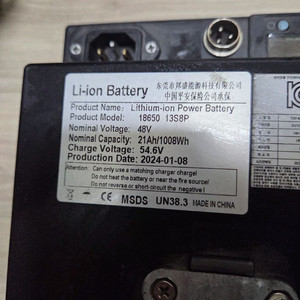 Li-ion Battery
东莞市邦盛能源科技有限公司
中国平安保险公司承保
Product Name: Lithium-ion Power Battery
Product Model: 18650 13S8P
Nominal Voltage: 48V
Nominal Capacity: 21Ah/1008Wh
Charge Voltage: 54.6V
Production Date: 2024-01-08
Attention: Can only use a matching charger charge!
Do not heat the battery or near the fire source!
Do not short-circuit the positive negative !
CE MSDS UN38.3 MADE IN CHINA